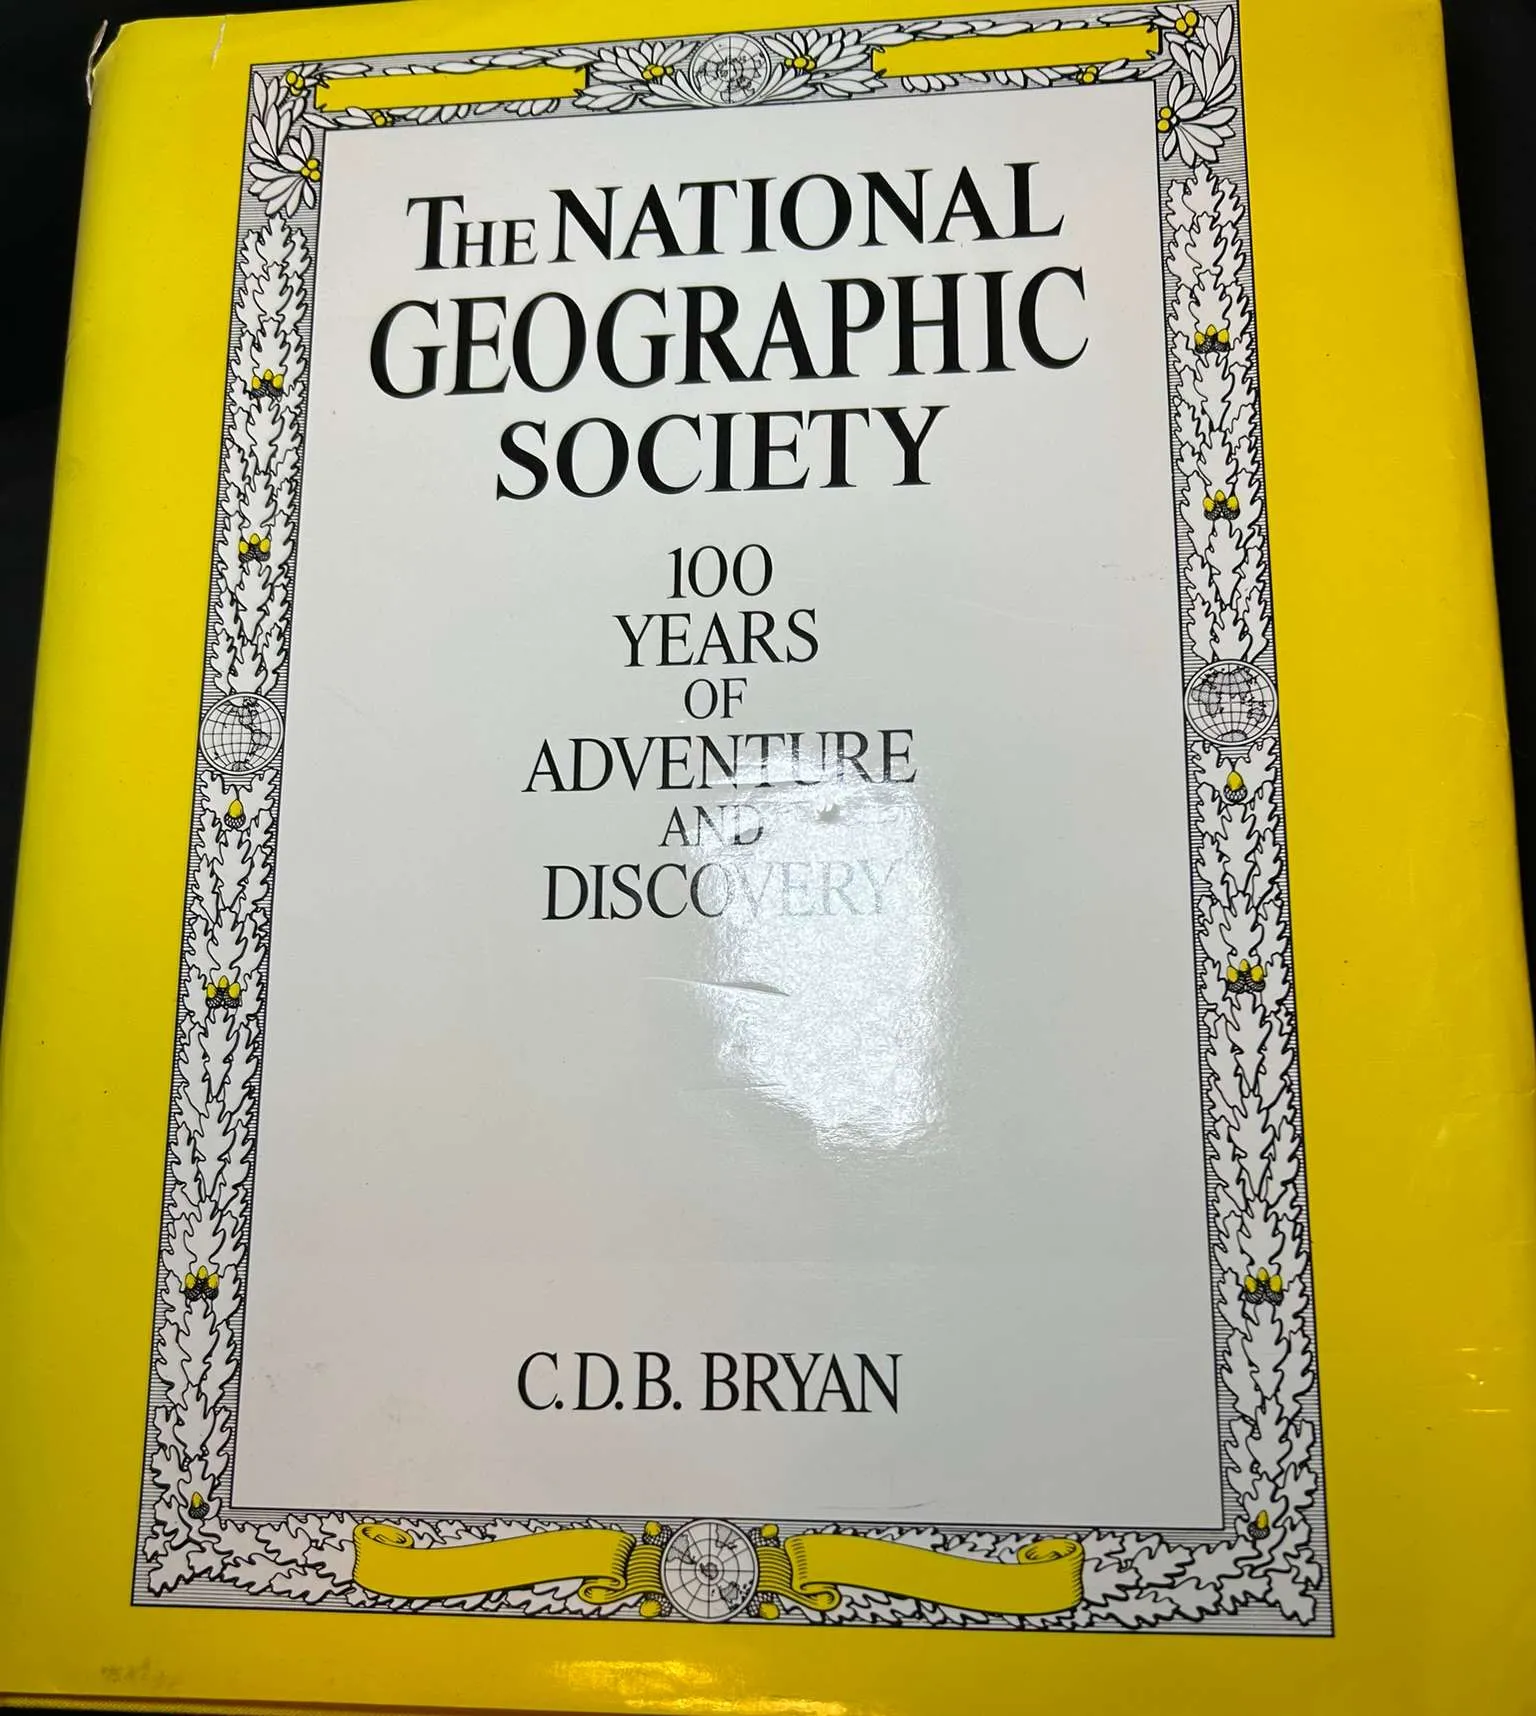 THE NATIONAL
GEOGRAPHIC
SOCIETY
100
YEARS
OF
ADVENTURE
AND
DISCOVERY
C.D.B. BRYAN